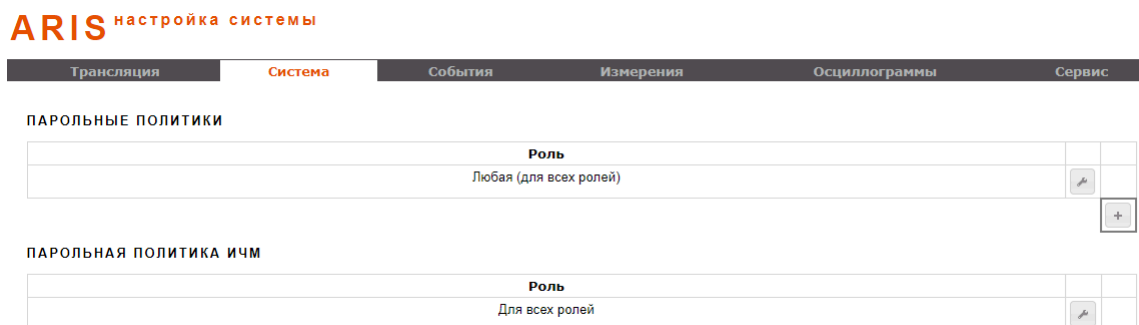 ARIS настройка системы
Трансляция Система События Измерения Осциллограммы Сервис
ПАРОЛЬНЫЕ ПОЛИТИКИ
Роль
Любая (для всех ролей)
+
ПАРОЛЬНАЯ ПОЛИТИКА ИЧМ
Роль
Для всех ролей